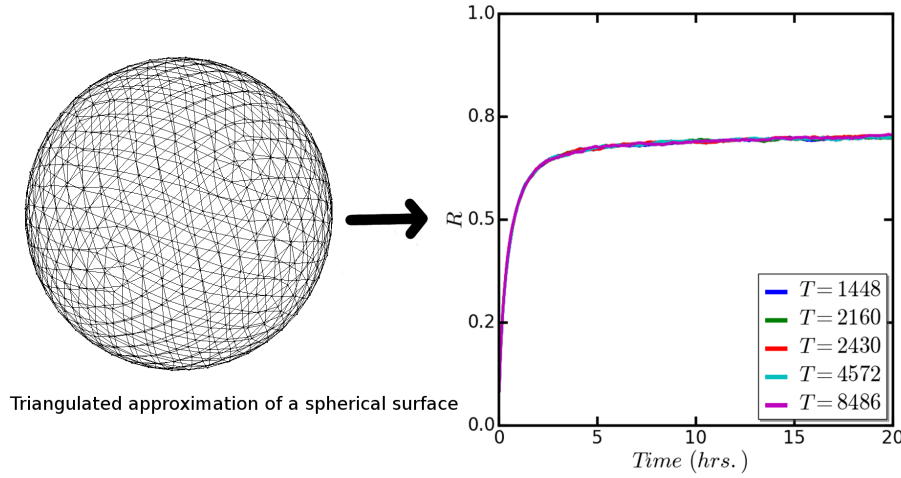 Triangulated approximation of a spherical surface
1.0
0.8
0.5
0.2
0.0
R
0
5
10
15
20
Time (hrs.)
T = 1448
T = 2160
T = 2430
T = 4572
T = 8486